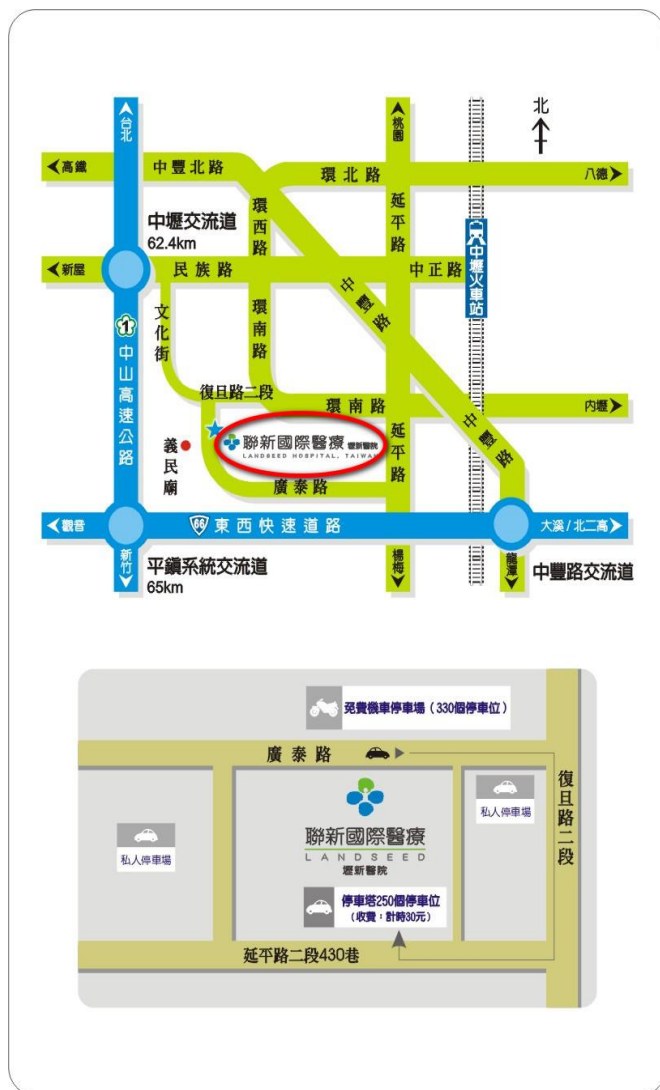 台北
桃園
北
高鐵
中豐北路
環北路
八德
環西路
延平路
中壢交流道
62.4km
新屋
民族路
中正路
中壢火車站
文化街
環南路
中豐路
1
中山高速公路
復旦路二段
環南路
內壢
義民廟
聯新國際醫療 壢新醫院
LANDSEED HOSPITAL, TAIWAN
延平路
中豐路
廣泰路
觀音
66
東西快速道路
大溪/北二高
新竹
平鎮系統交流道
65km
楊梅
龍潭
中豐路交流道
免費機車停車場(330個停車位)
廣泰路
復旦路二段
私人停車場
聯新國際醫療
LANDSEED
壢新醫院
私人停車場
停車塔250個停車位
(收費:計時30元)
延平路二段430巷